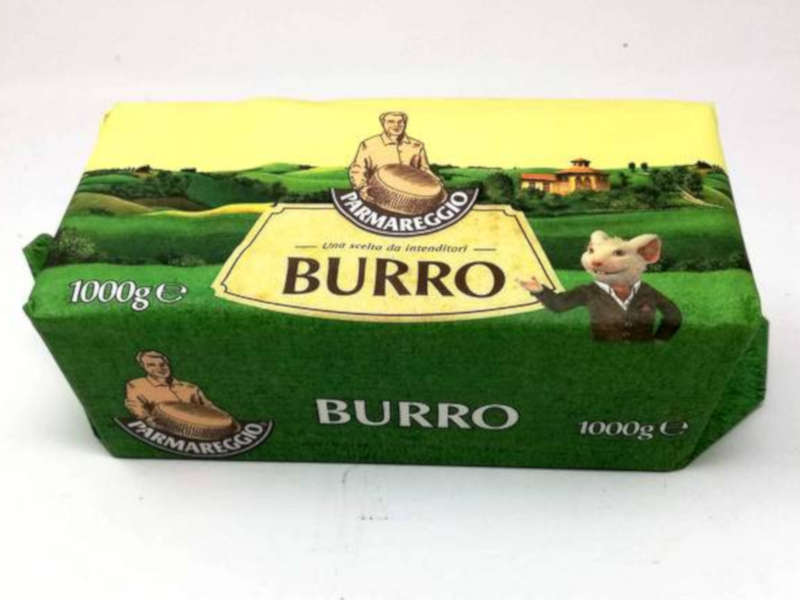 PARMAREGGIO
Una scelta da intenditori
BURRO
1000g ℮
PARMAREGGIO
BURRO
1000g ℮